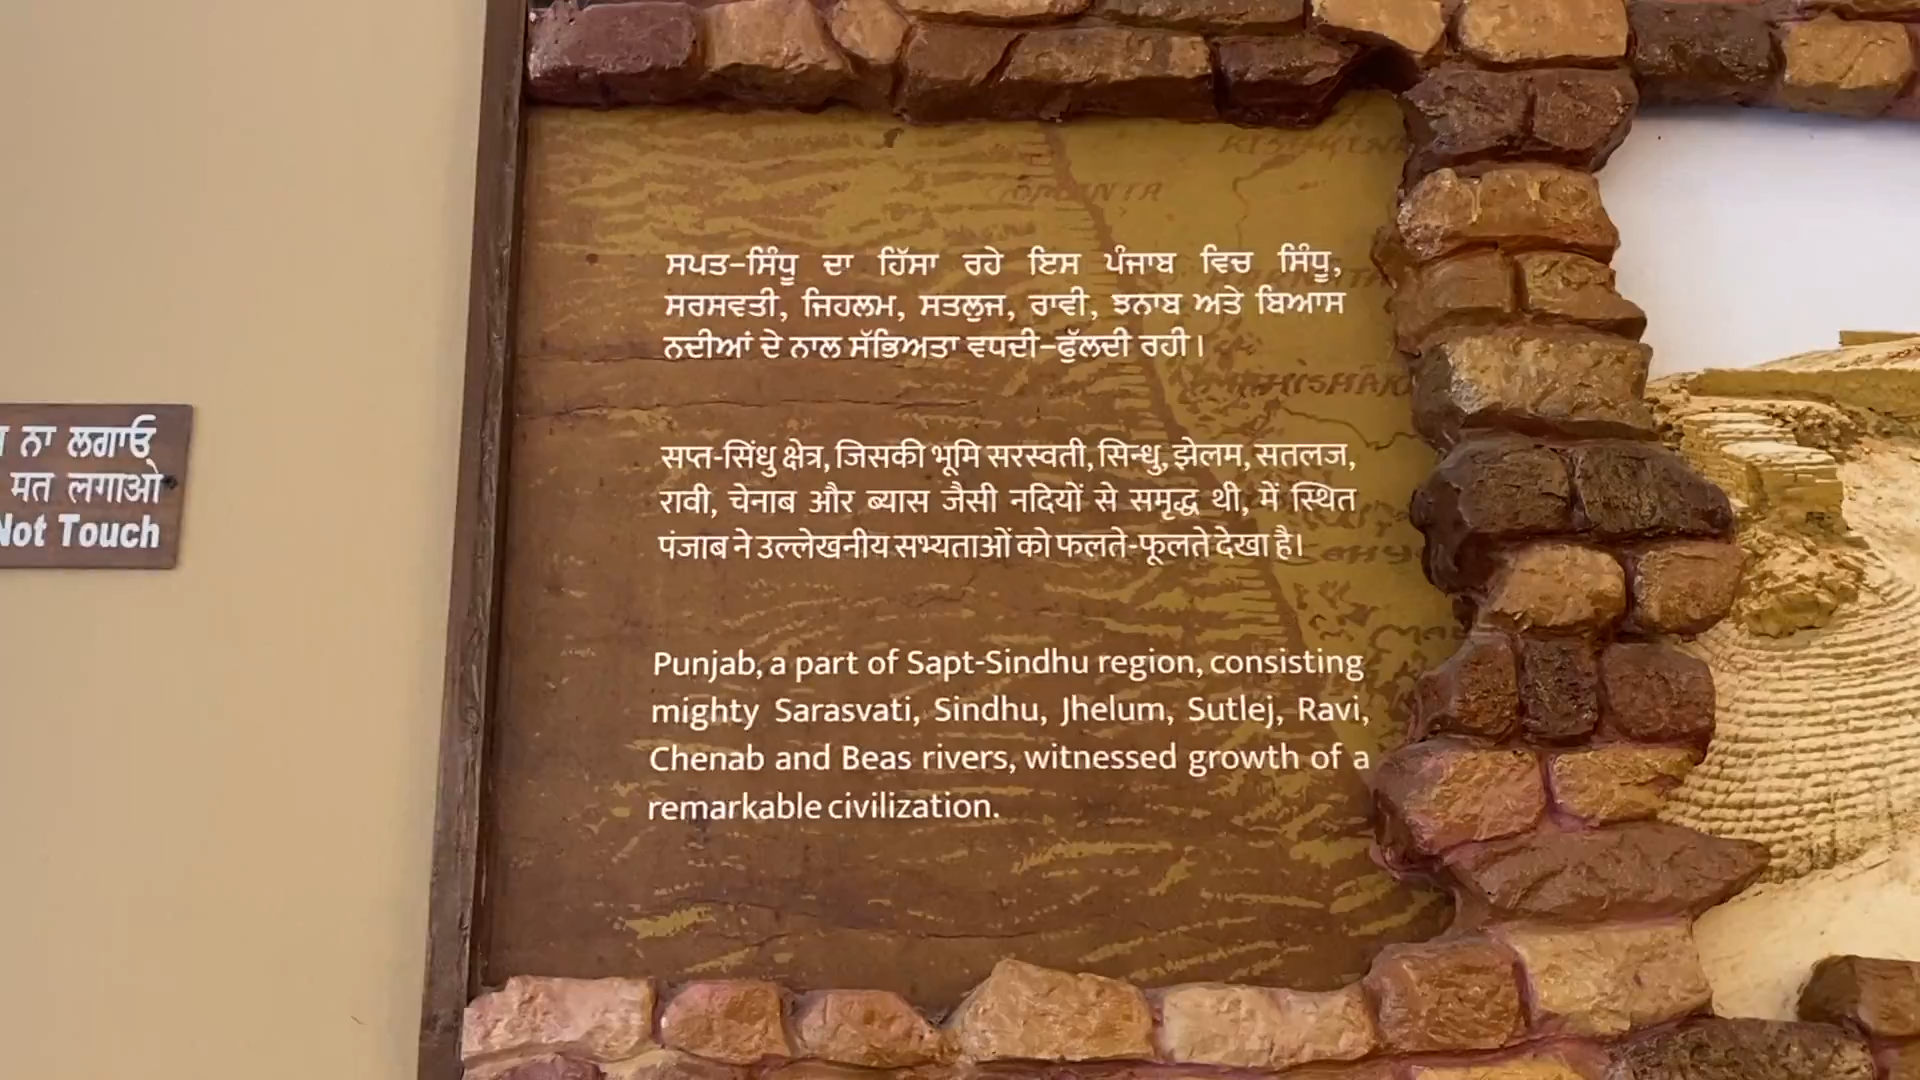 ਨਾ ਲਗਾਓ
मत लगाओ
Not Touch
ਸਪਤ-ਸਿੰਧੂ ਦਾ ਹਿੱਸਾ ਰਹੇ ਇਸ ਪੰਜਾਬ ਵਿਚ ਸਿੰਧੂ,
ਸਰਸਵਤੀ, ਜਿਹਲਮ, ਸਤਲੁਜ, ਰਾਵੀ, ਝਨਾਬ ਅਤੇ ਬਿਆਸ
ਨਦੀਆਂ ਦੇ ਨਾਲ ਸੱਭਿਅਤਾ ਵਧਦੀ-ਫੁੱਲਦੀ ਰਹੀ।
सप्त-सिंधु क्षेत्र, जिसकी भूमि सरस्वती, सिन्धु, झेलम, सतलज,
रावी, चेनाब और ब्यास जैसी नदियों से समृद्ध थी, में स्थित
पंजाब ने उल्लेखनीय सभ्यताओं को फलते-फूलते देखा है।
Punjab, a part of Sapt-Sindhu region, consisting
mighty Sarasvati, Sindhu, Jhelum, Sutlej, Ravi,
Chenab and Beas rivers, witnessed growth of a
remarkable civilization.